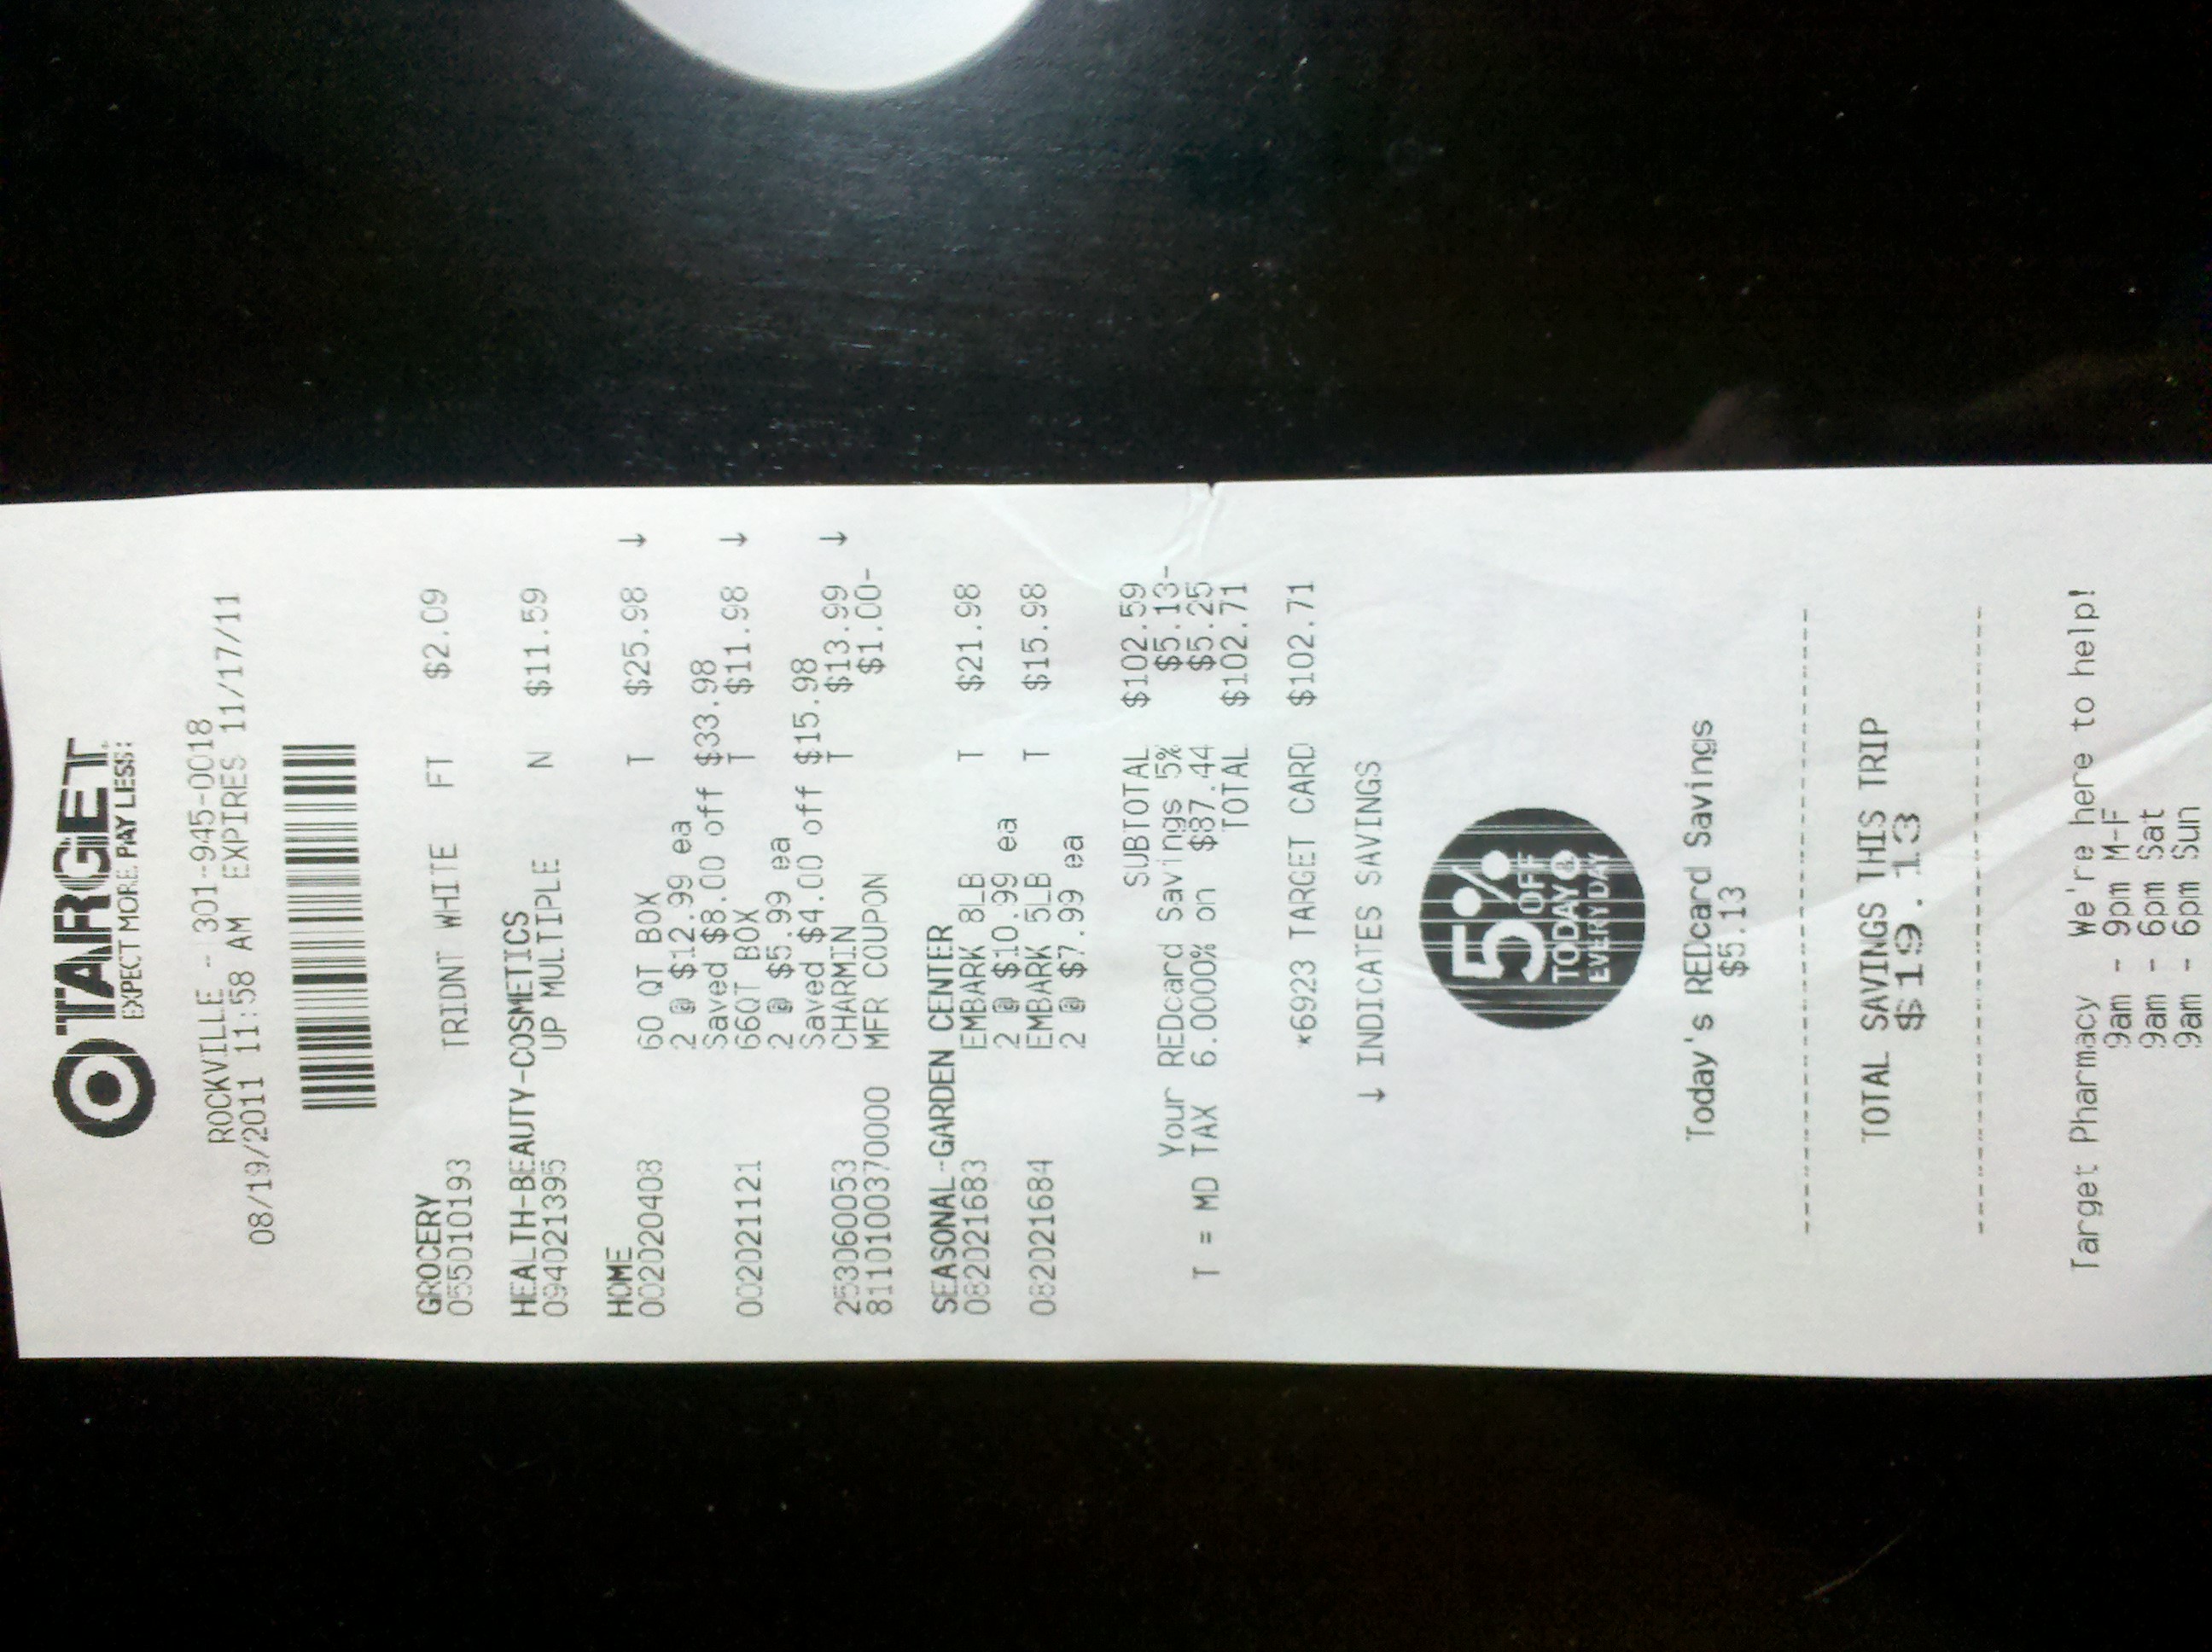 TARGET
EXPECT MORE. PAY LESS.
ROCKVILLE - 301-945-0018
08/19/2011 11:58 AM EXPIRES 11/17/11
GROCERY
055010193 TRIDNT WHITE FT $2.09
HEALTH-BEAUTY-COSMETICS
094021395 UP MULTIPLE N $11.59
HOME
002020408 60 QT BOX T $25.98 ↓
2 @ $12.99 ea
Saved $8.00 off $33.98
002021121 66QT BOX T $11.98 ↓
2 @ $5.99 ea
Saved $4.00 off $15.98
253060053 CHARMIN T $13.99 ↓
8110100370000 MFR COUPON $1.00-
SEASONAL-GARDEN CENTER
082021683 EMBARK 8LB T $21.98
2 @ $10.99 ea
082021684 EMBARK 5LB T $15.98
2 @ $7.99 ea
SUBTOTAL $102.59
Your REDcard Savings 5% $5.13-
T = MD TAX 6.0000% on $87.44 $5.25
TOTAL $102.71
*6923 TARGET CARD $102.71
↓ INDICATES SAVINGS
5%
OFF
TODAY &
EVERY DAY
Today's REDcard Savings
$5.13
TOTAL SAVINGS THIS TRIP
$19.13
Target Pharmacy We're here to help!
9am - 9pm M-F
9am - 6pm Sat
9am - 6pm Sun